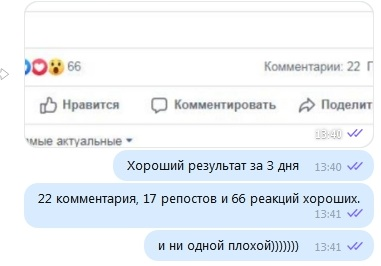 66 Комментарии: 22
Нравится Комментировать Поделит
мые актуальные
13:40
Хороший результат за 3 дня 13:40
22 комментария, 17 репостов и 66 реакций хороших.
13:41
и ни одной плохой))))))) 13:41